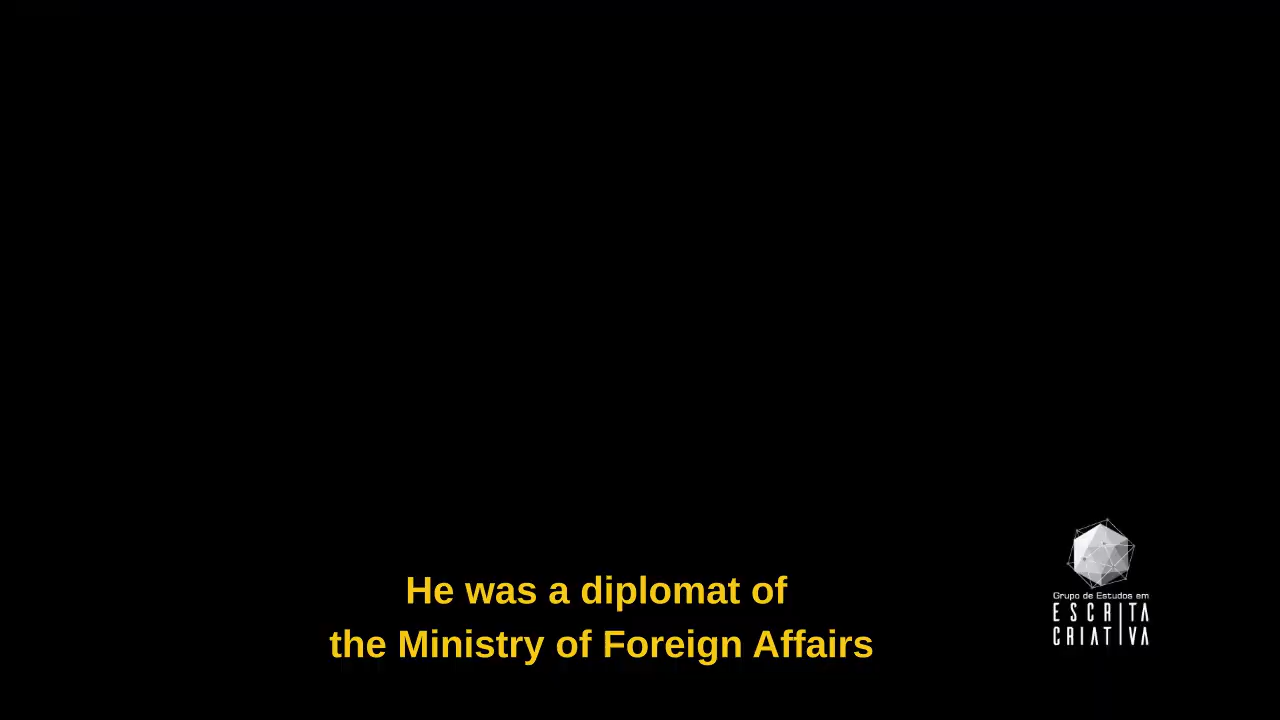 He was a diplomat of
the Ministry of Foreign Affairs
Grupo de Estudos em
ESCRITA
CRIATIVA